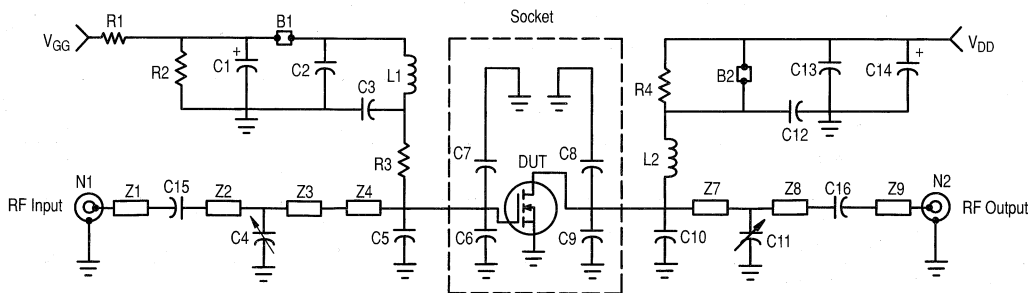 Socket
R1
B1
V_GG
V_DD
R2
C1
+
C2
L1
C3
R4
B2
C13
C14
+
C12
R3
C7
C8
DUT
L2
N1
RF Input
Z1
C15
Z2
Z3
Z4
C4
C5
C6
C9
C10
Z7
C11
Z8
C16
Z9
N2
RF Output